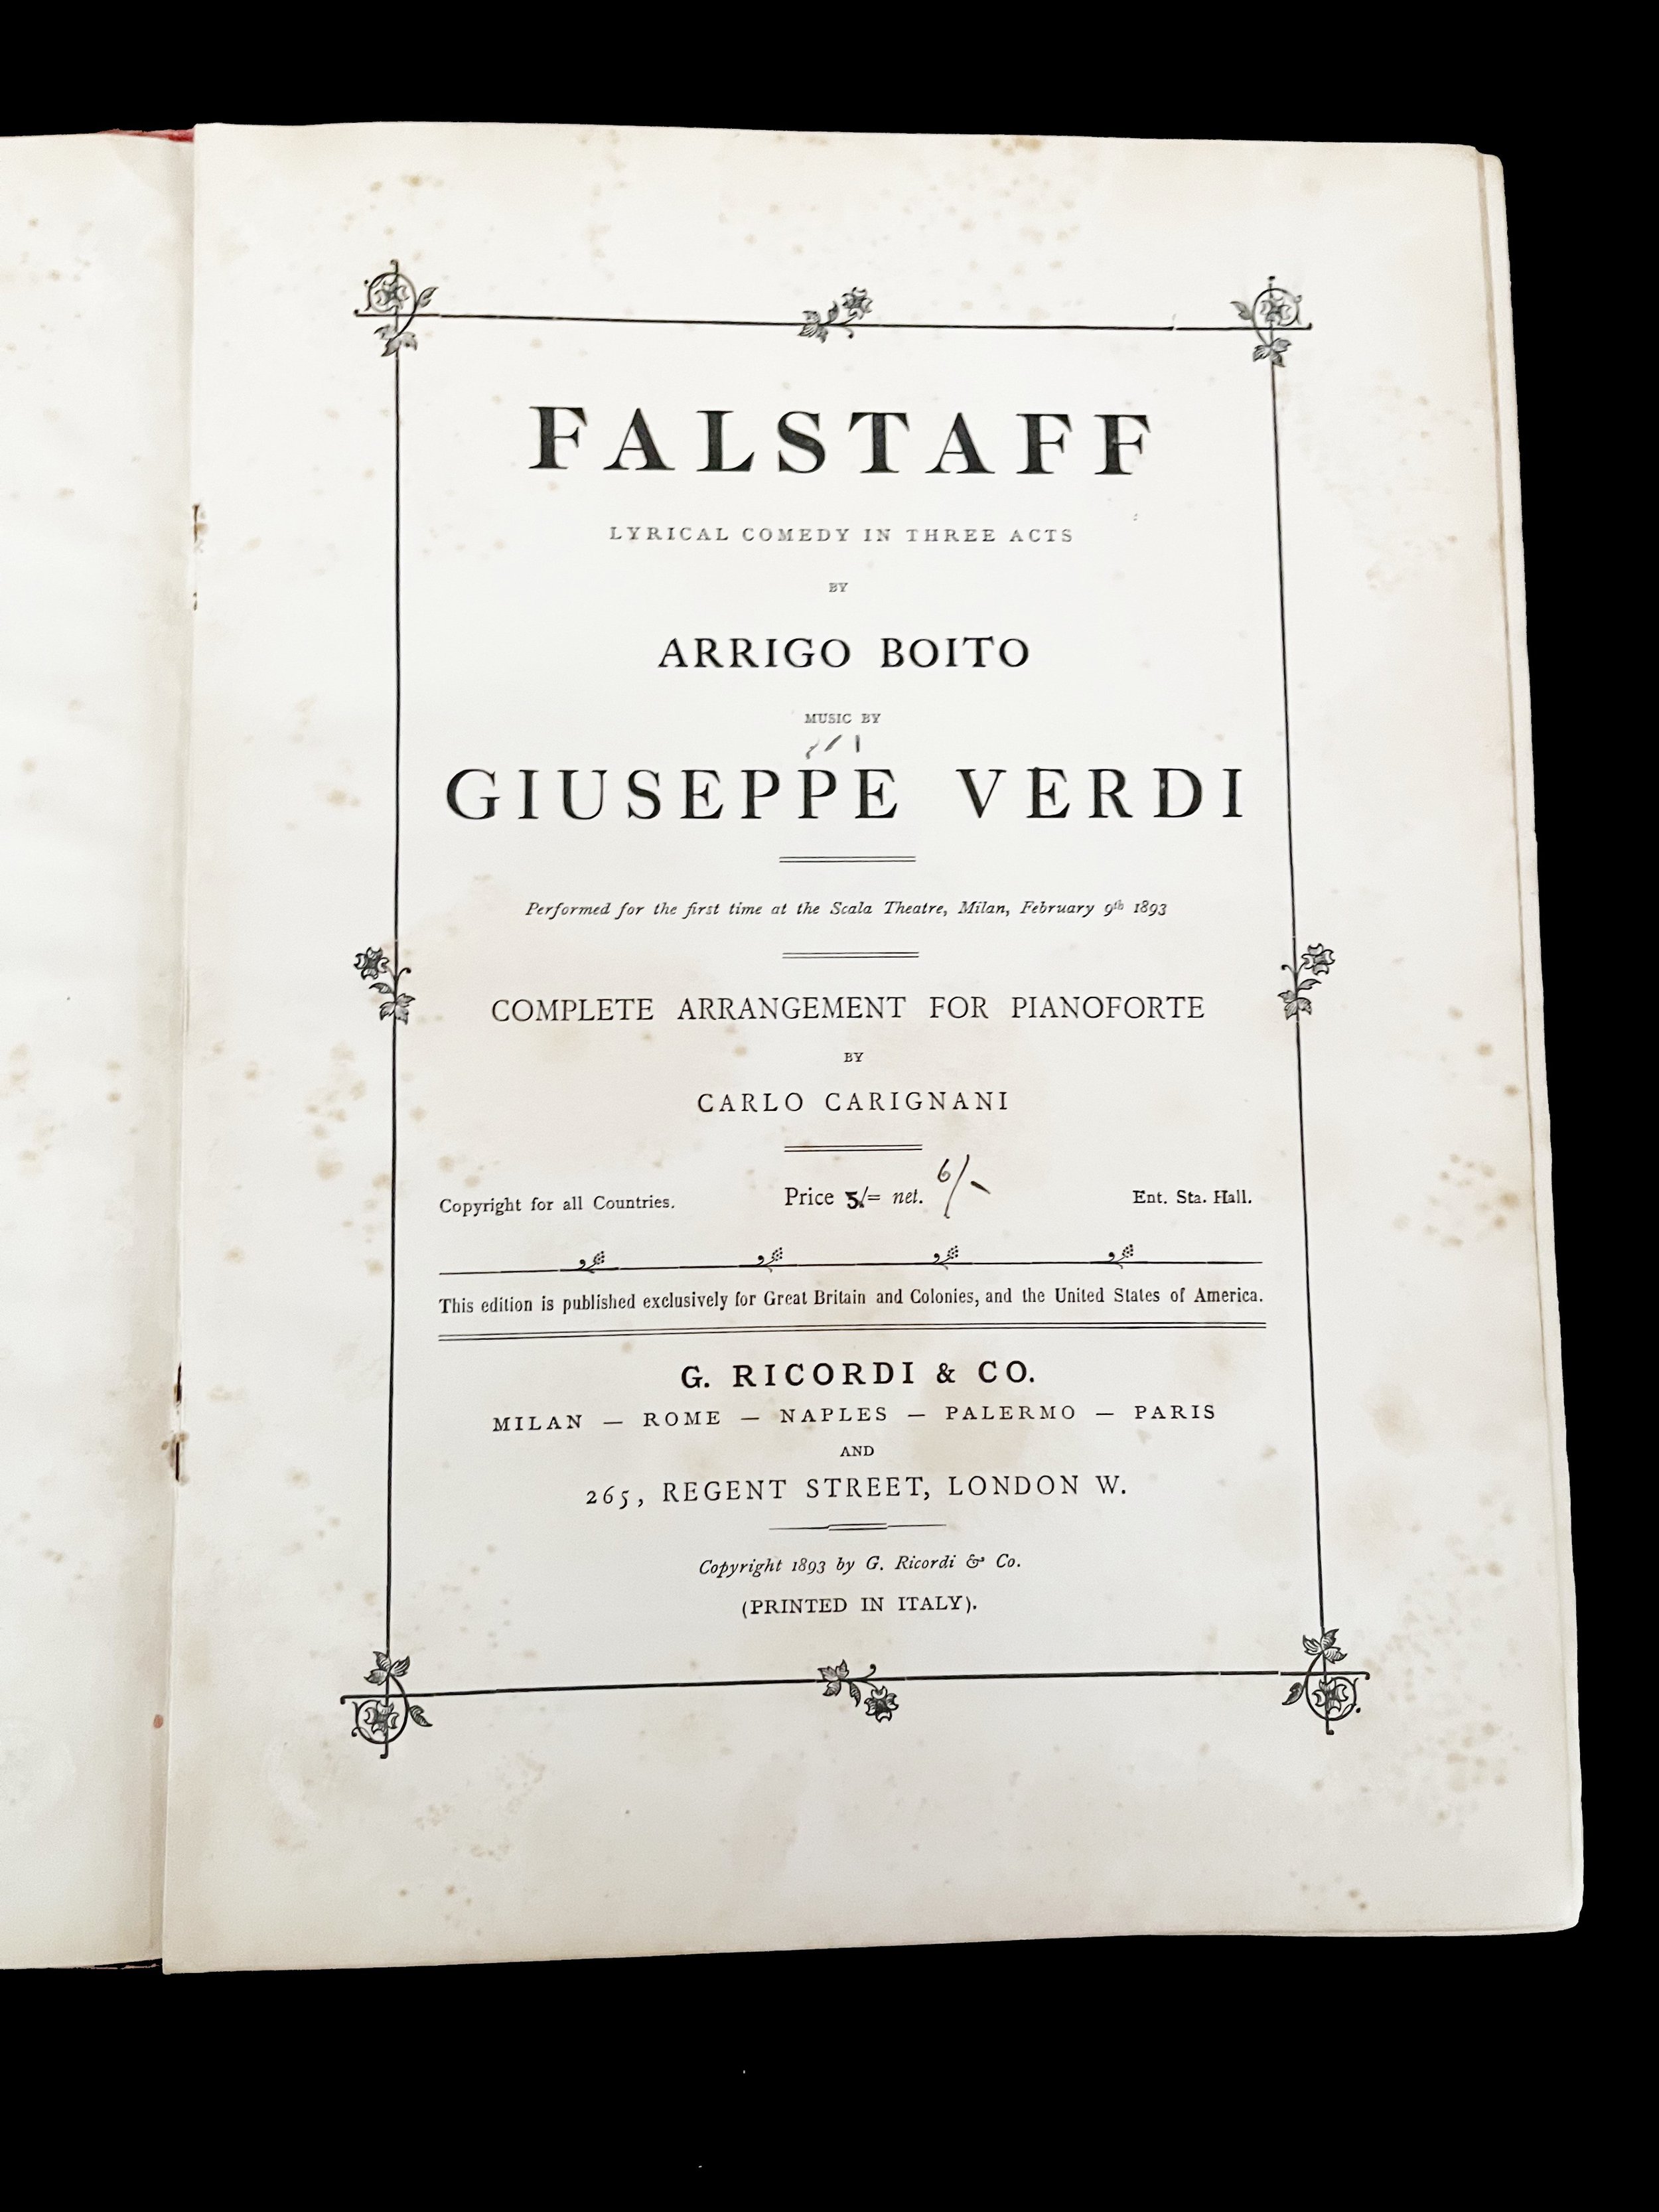 FALSTAFF
LYRICAL COMEDY IN THREE ACTS
BY
ARRIGO BOITO
MUSIC BY
GIUSEPPE VERDI
Performed for the first time at the Scala Theatre, Milan, February 9th 1893
COMPLETE ARRANGEMENT FOR PIANOFORTE
BY
CARLO CARIGNANI
Copyright for all Countries. Price 5/= net. 6/- Ent. Sta. Hall.
This edition is published exclusively for Great Britain and Colonies, and the United States of America.
G. RICORDI & CO.
MILAN — ROME — NAPLES — PALERMO — PARIS
AND
265, REGENT STREET, LONDON W.
Copyright 1893 by G. Ricordi & Co.
(PRINTED IN ITALY).